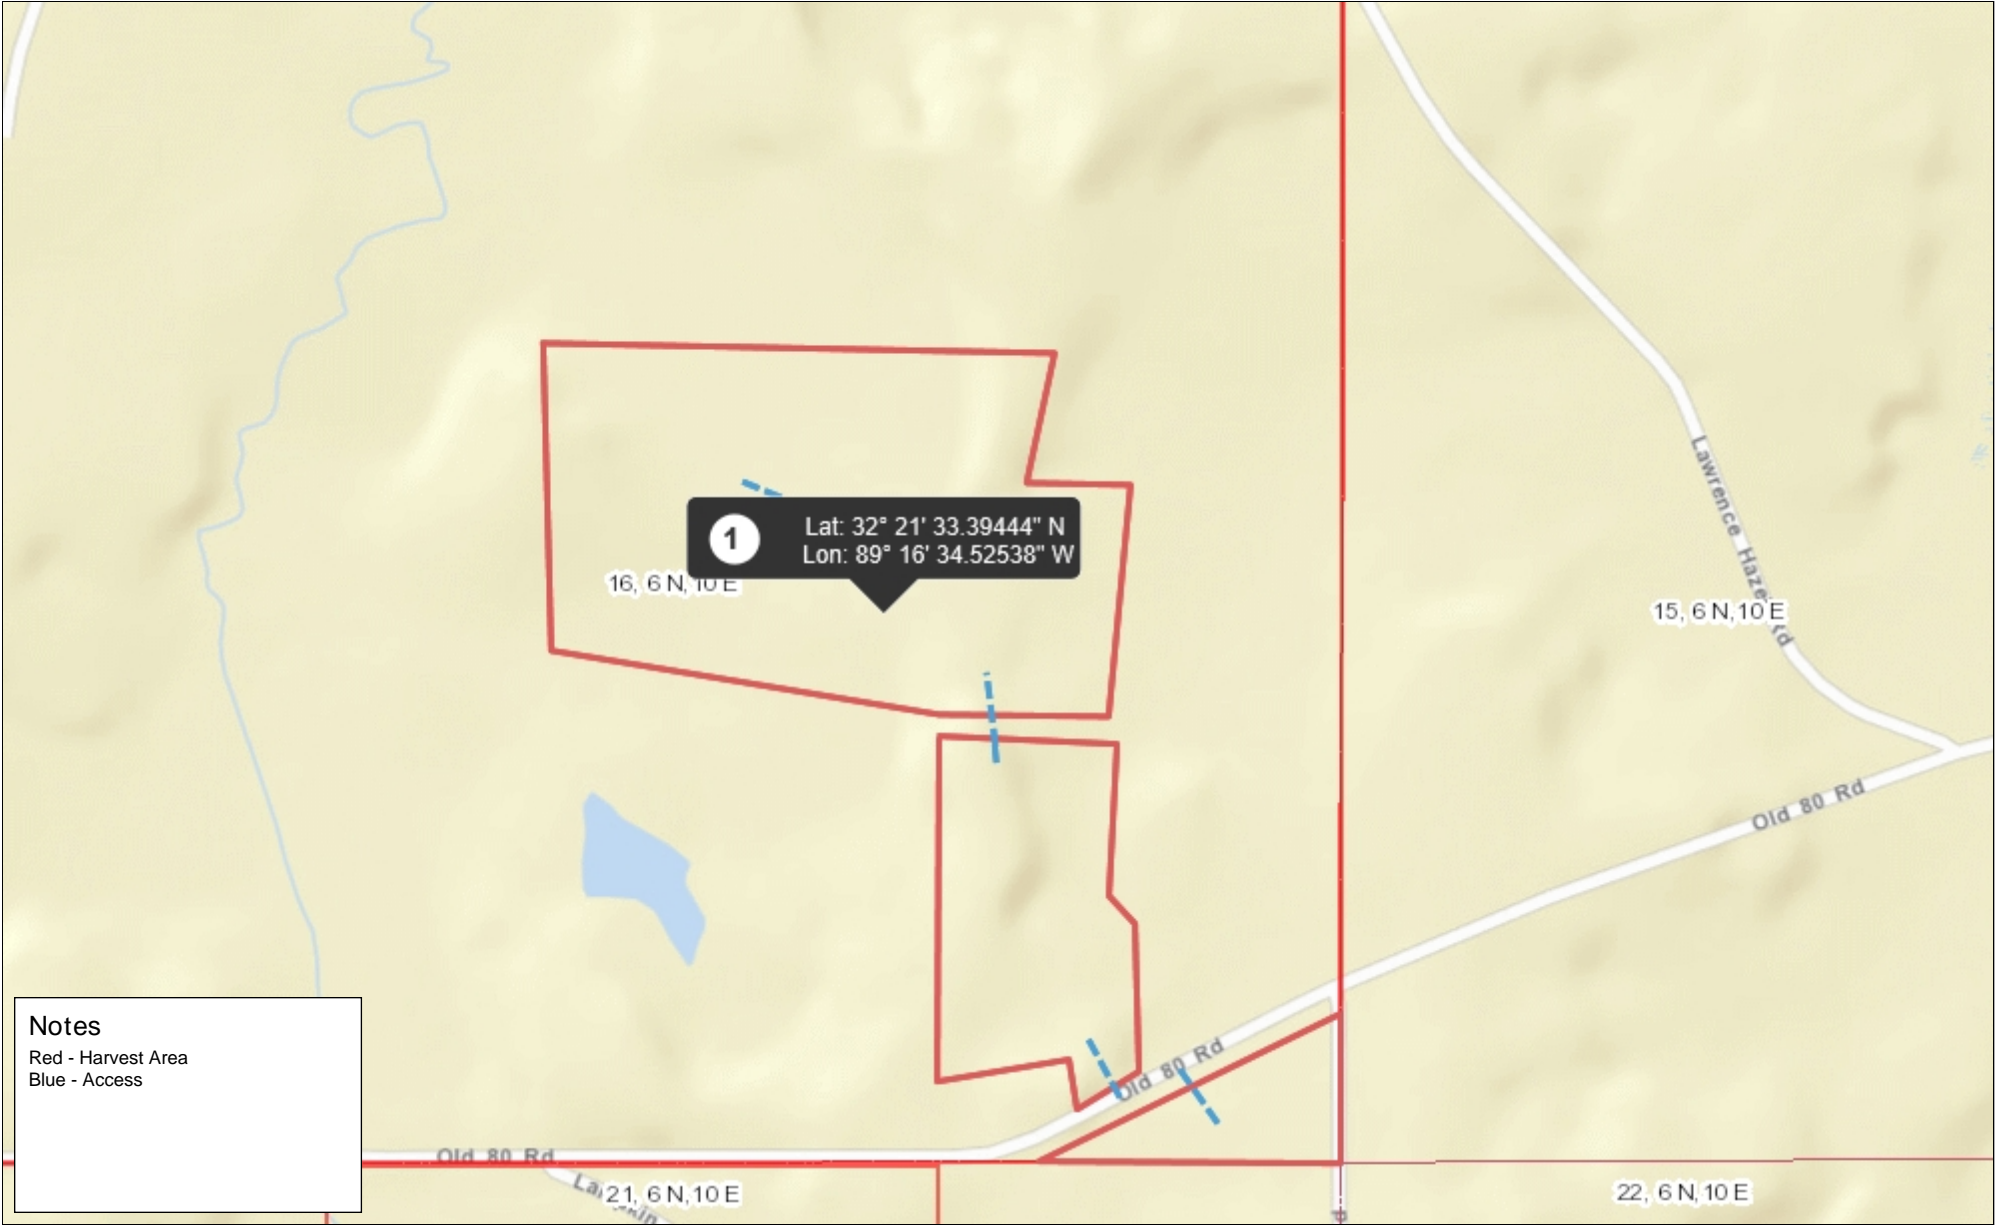 1
Lat: 32° 21' 33.39444" N
Lon: 89° 16' 34.52538" W
16, 6 N, 10 E
Lawrence Hazel Rd
15, 6 N, 10 E
Old 80 Rd
Old 80 Rd
Notes
Red - Harvest Area
Blue - Access
Old 80 Rd
21, 6 N, 10 E
22, 6 N, 10 E